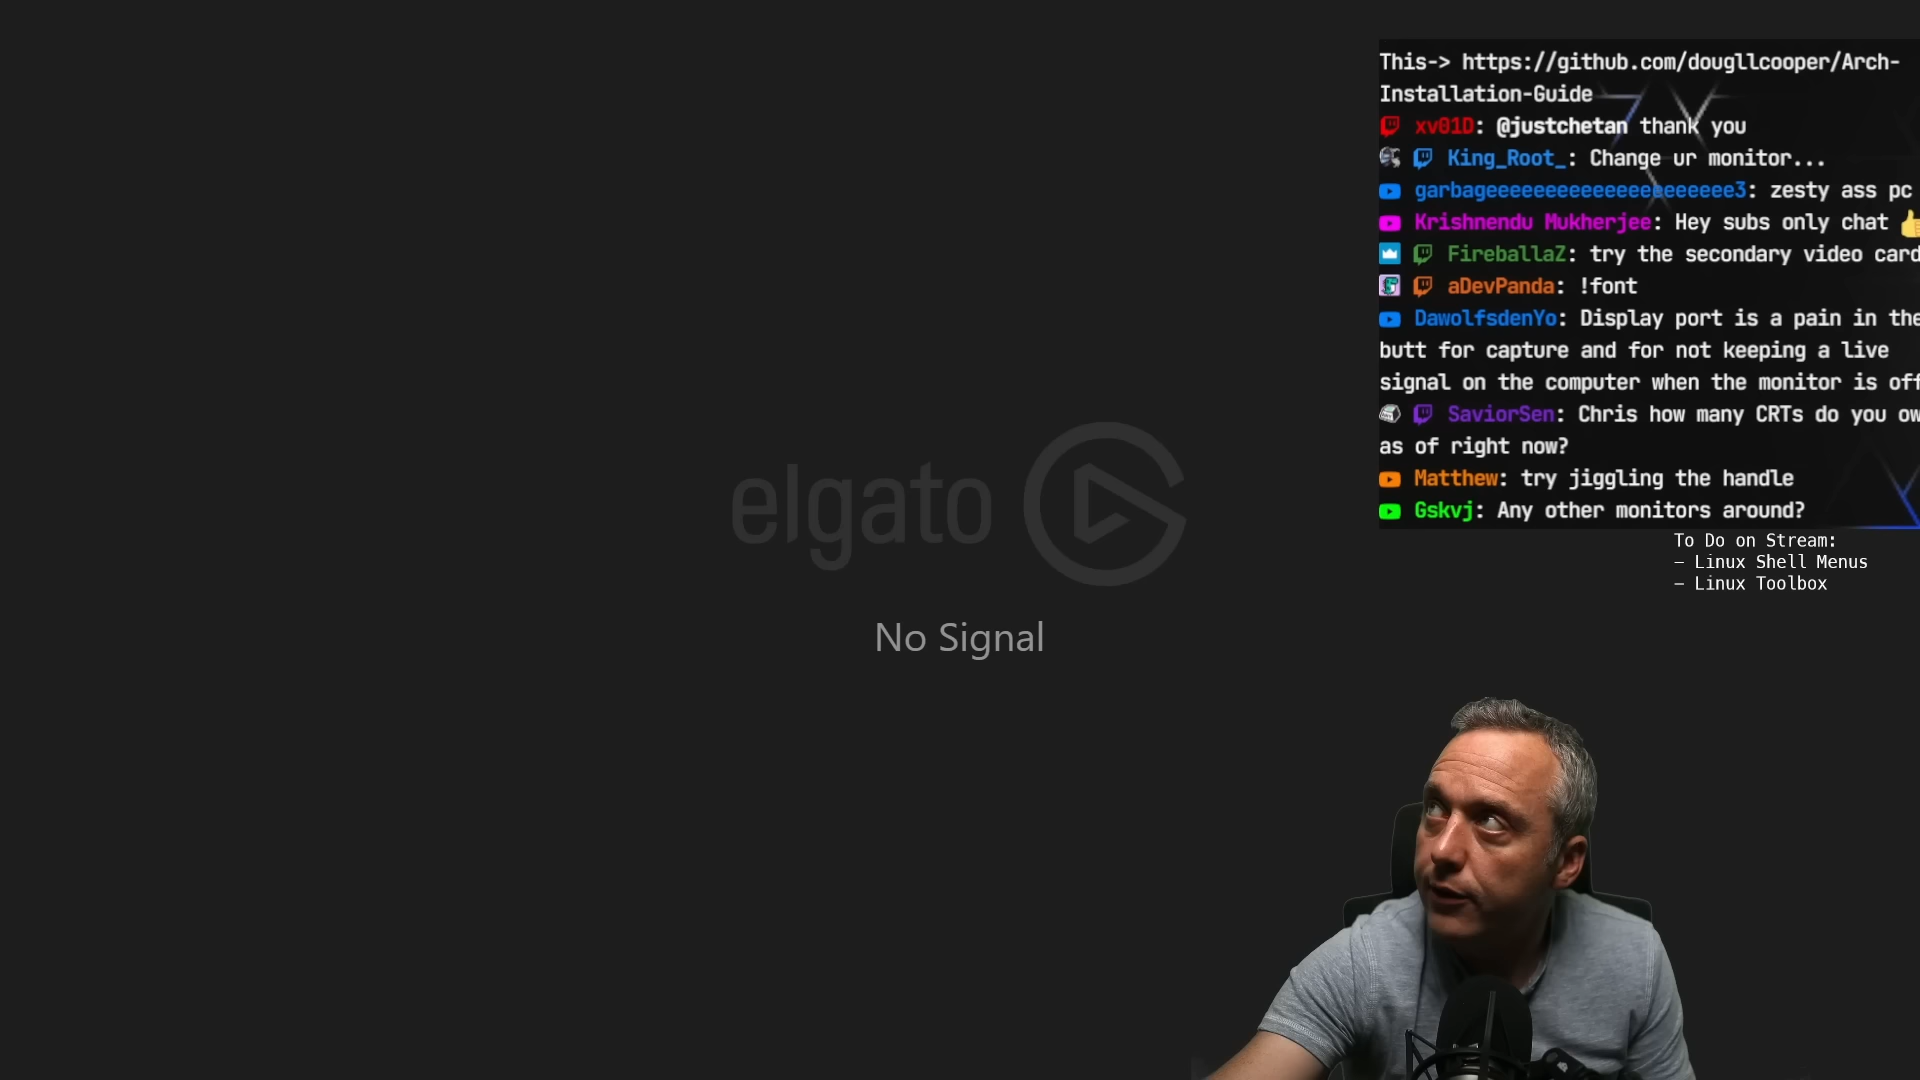 This-> https://github.com/dougllcooper/Arch-
Installation-Guide
xv01D: @justchetan thank you
King_Root_: Change ur monitor...
garbageeeeeeeeeeeeeeeeeeeee3: zesty ass pc
Krishnendu Mukherjee: Hey subs only chat 👍
FireballaZ: try the secondary video card
aDevPanda: !font
DawolfsdenYo: Display port is a pain in the
butt for capture and for not keeping a live
signal on the computer when the monitor is off
SaviorSen: Chris how many CRTs do you ow
as of right now?
Matthew: try jiggling the handle
Gskvj: Any other monitors around?
To Do on Stream:
- Linux Shell Menus
- Linux Toolbox
elgato
No Signal